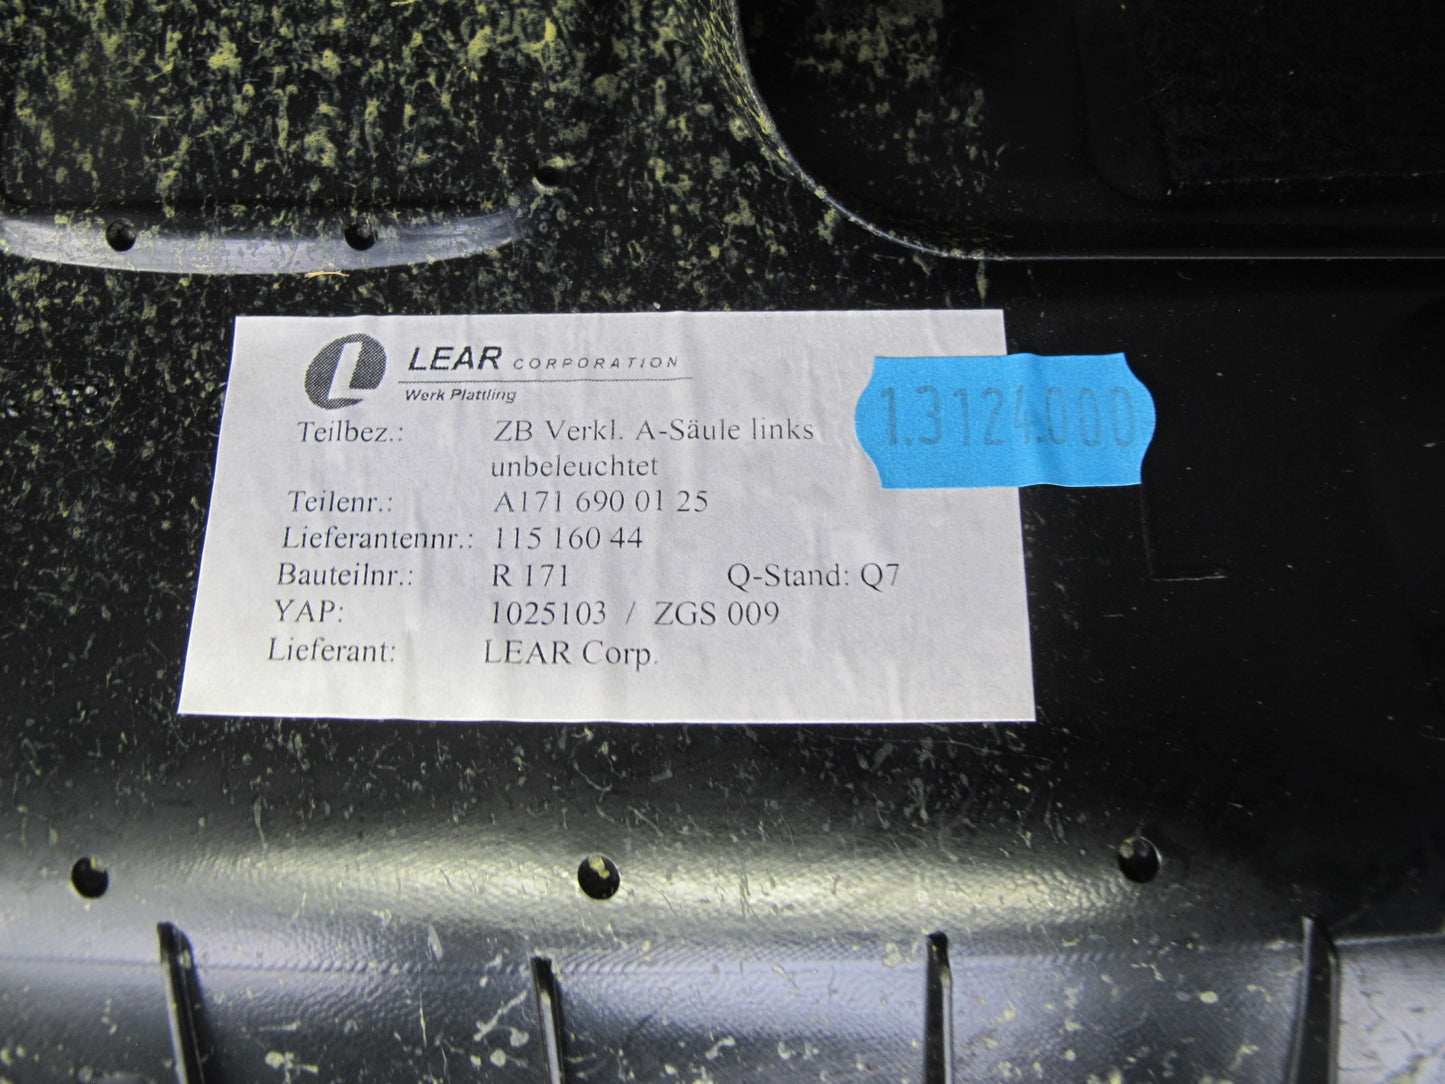 LEAR CORPORATION
Werk Plattling
Teilbez.: ZB Verkl. A-Säule links
unbeleuchtet
1.3124.000
Teilenr.: A171 690 01 25
Lieferantennr.: 115 160 44
Bauteilnr.: R 171 Q-Stand: Q7
YAP: 1025103 / ZGS 009
Lieferant: LEAR Corp.